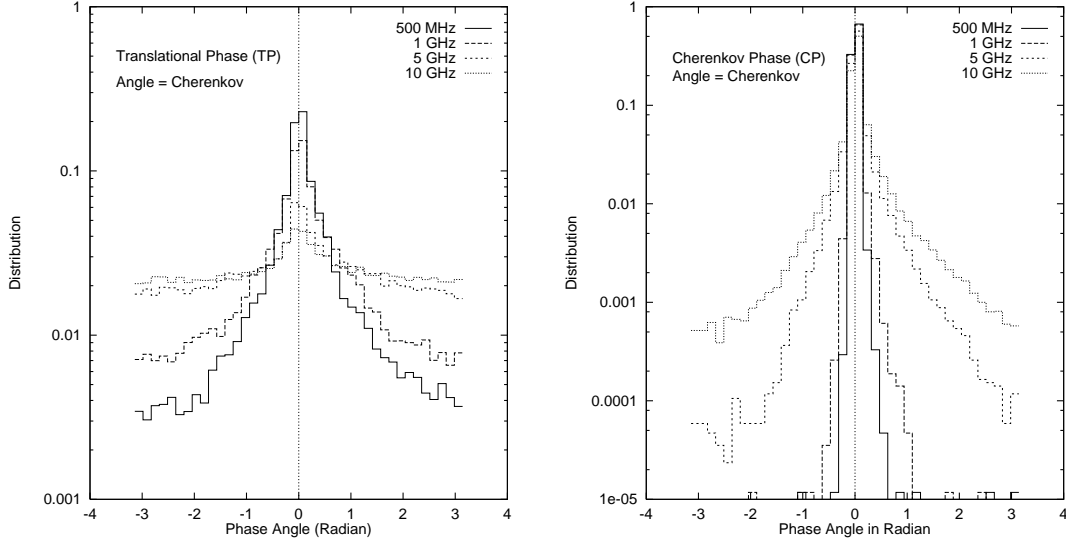 1
0.1
0.01
0.001
Distribution
-4
-3
-2
-1
0
1
2
3
4
Phase Angle (Radian)
Translational Phase (TP)
Angle = Cherenkov
500 MHz
1 GHz
5 GHz
10 GHz
1
0.1
0.01
0.001
0.0001
1e-05
Distribution
-4
-3
-2
-1
0
1
2
3
4
Phase Angle in Radian
Cherenkov Phase (CP)
Angle = Cherenkov
500 MHz
1 GHz
5 GHz
10 GHz